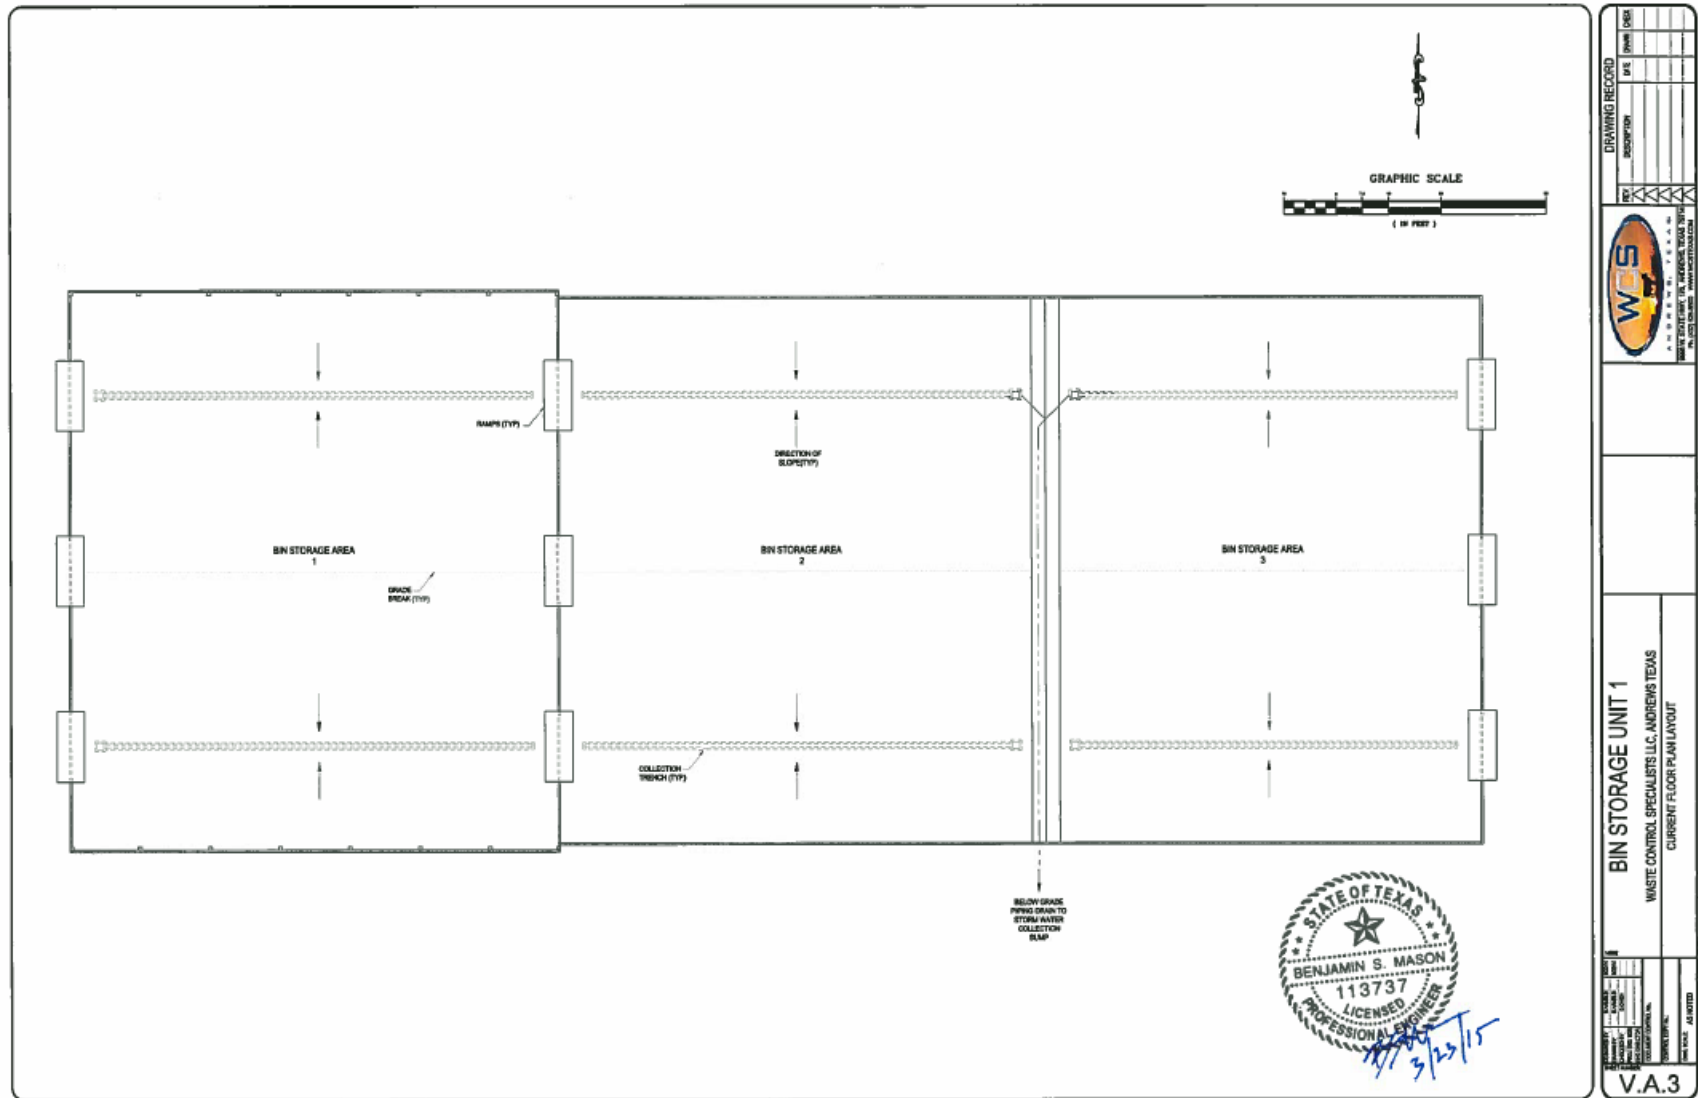 GRAPHIC SCALE
( IN FEET )
RAMPS (TYP)
DIRECTION OF
SLOPE(TYP)
BIN STORAGE AREA
1
BIN STORAGE AREA
2
BIN STORAGE AREA
3
GRADE
BREAK (TYP)
COLLECTION
TRENCH (TYP)
BELOW GRADE
PIPING DRAIN TO
STORM WATER
COLLECTION
SUMP
STATE OF TEXAS
BENJAMIN S. MASON
113737
LICENSED
PROFESSIONAL ENGINEER
3/23/15
DRAWING RECORD
REV
DESCRIPTION
DATE
DRAWN
CHECK
WCS
ANDREWS, TEXAS
BIN STORAGE UNIT 1
WASTE CONTROL SPECIALISTS LLC, ANDREWS TEXAS
CURRENT FLOOR PLAN LAYOUT
AS NOTED
V.A.3